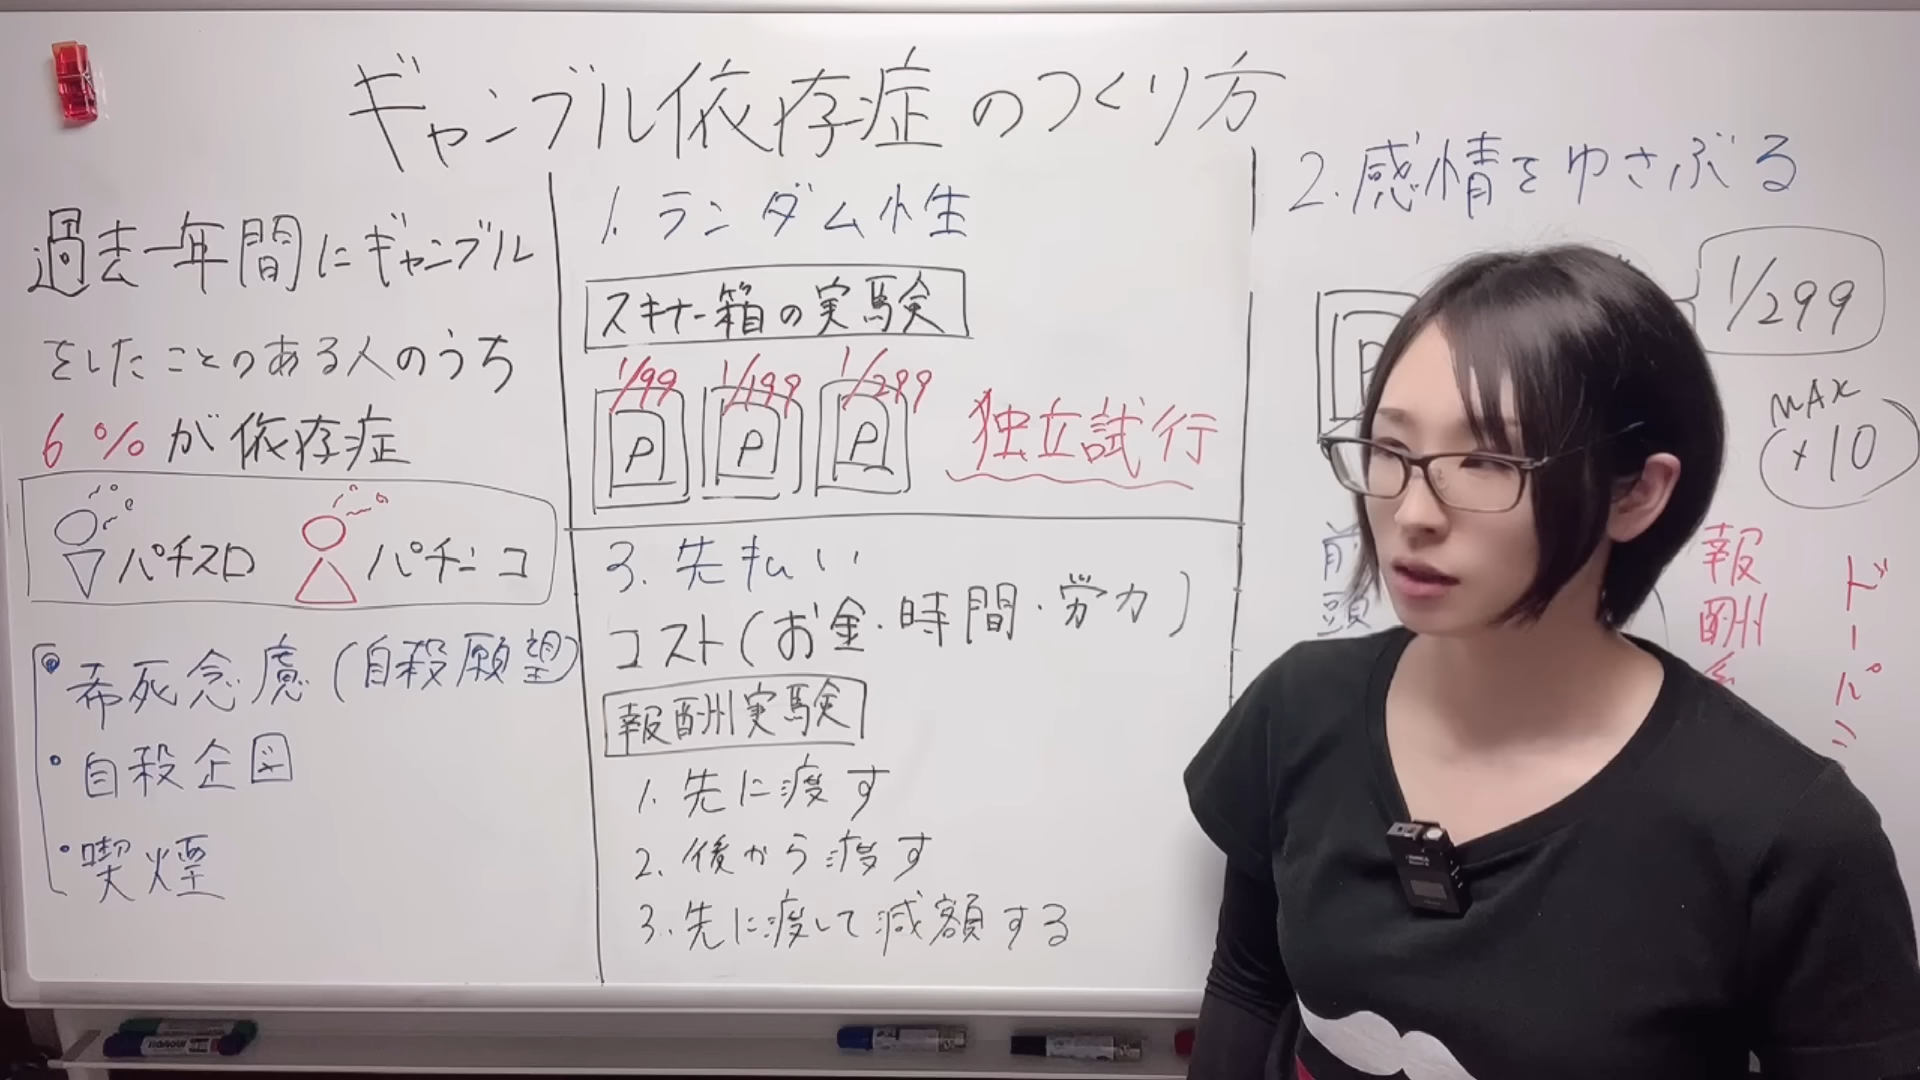 ギャンブル依存症のつくり方
過去一年間にギャンブル
をしたことのある人のうち
6%が依存症
パチスロ
パチンコ
・希死念慮(自殺願望)
・自殺企図
・喫煙
1. ランダム性
スキナー箱の実験
1/99 1/199 1/299
P P P
独立試行
3. 先払い
コスト(お金・時間・労力)
報酬実験
1. 先に渡す
2. 後から渡す
3. 先に渡して減額する
2. 感情をゆさぶる
1/299
P
MAX
×10
前
頭
報
酬
系
ドーパミ